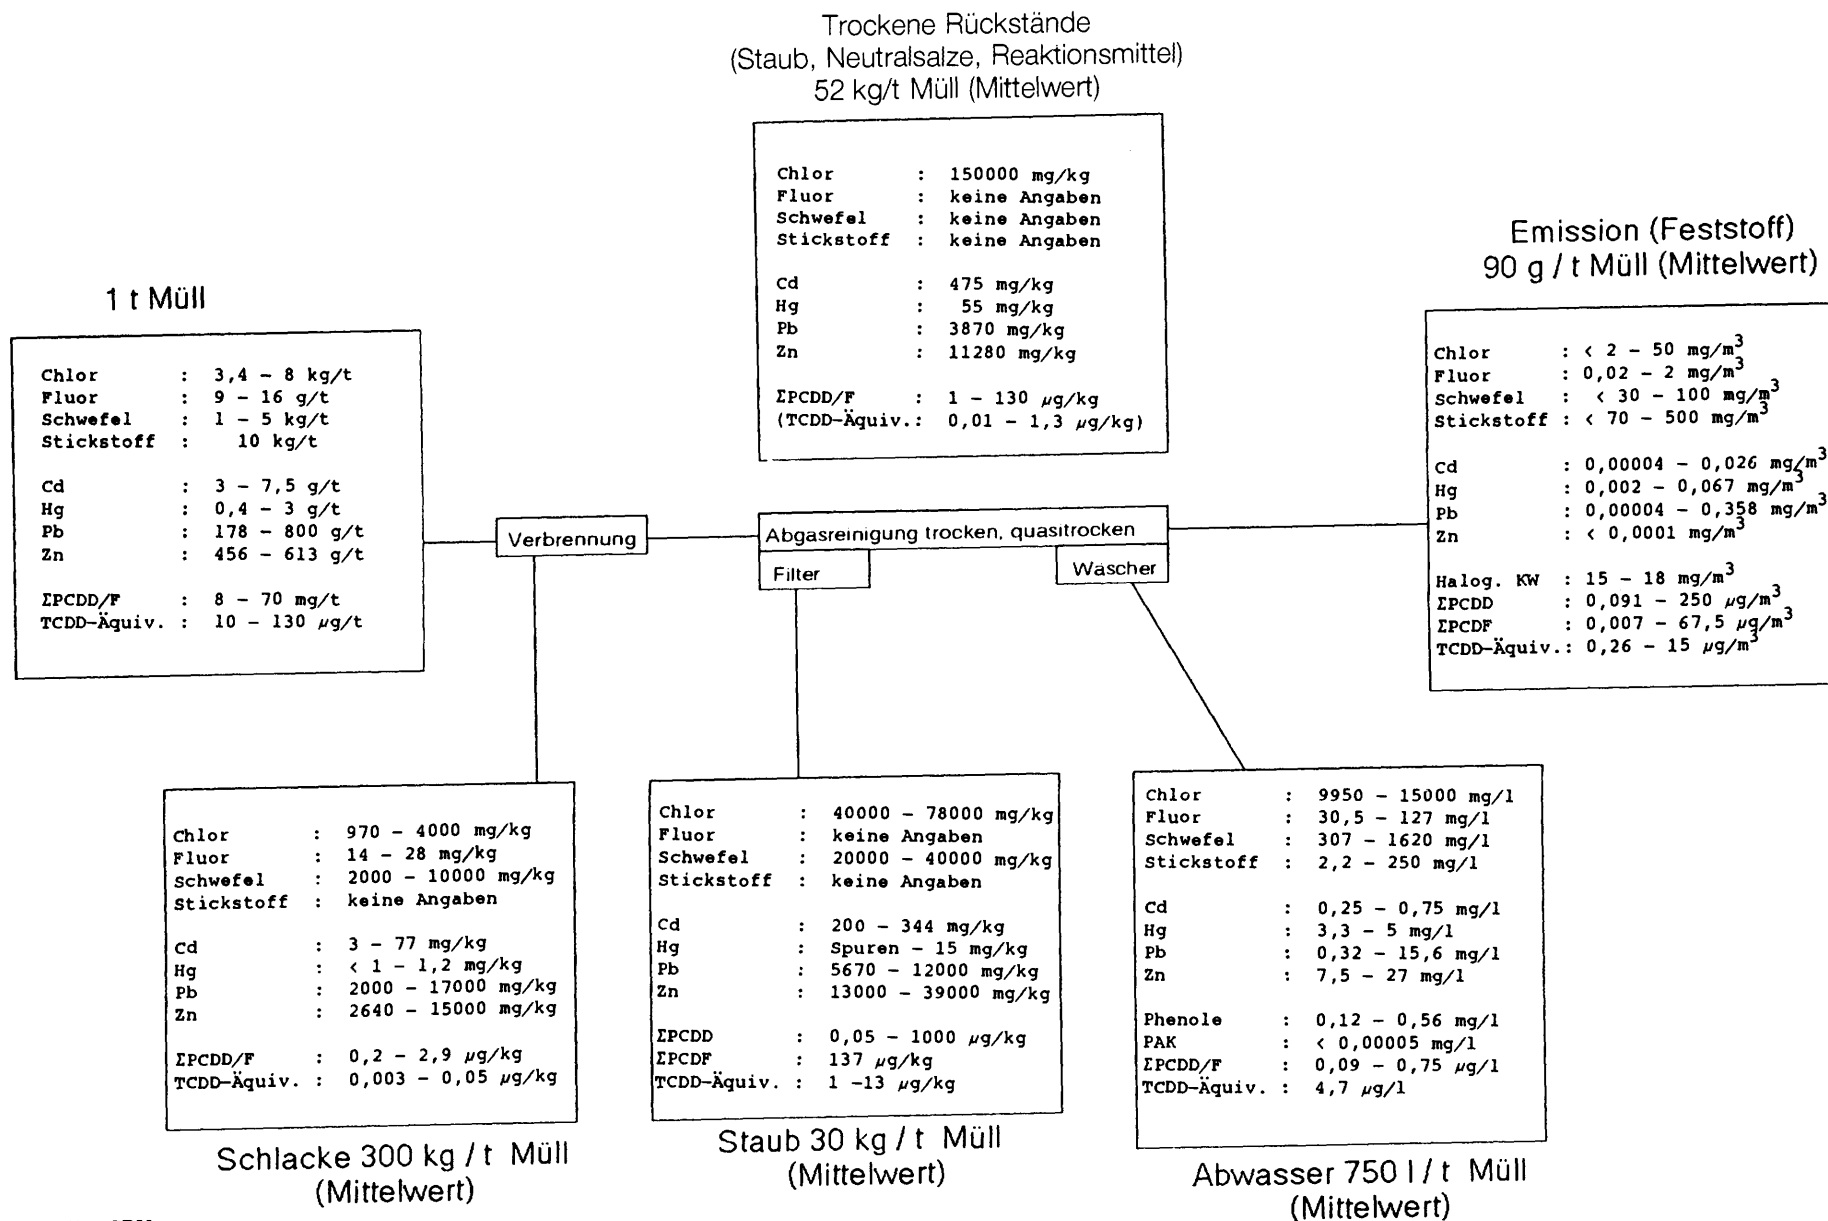 Trockene Rückstände
(Staub, Neutralsalze, Reaktionsmittel)
52 kg/t Müll (Mittelwert)
Chlor : 150000 mg/kg
Fluor : keine Angaben
Schwefel : keine Angaben
Stickstoff : keine Angaben
Cd : 475 mg/kg
Hg : 55 mg/kg
Pb : 3870 mg/kg
Zn : 11280 mg/kg
ΣPCDD/F : 1 - 130 µg/kg
(TCDD-Äquiv.: 0,01 - 1,3 µg/kg)
Emission (Feststoff)
90 g / t Müll (Mittelwert)
Chlor : < 2 - 50 mg/m³
Fluor : 0,02 - 2 mg/m³
Schwefel : < 30 - 100 mg/m³
Stickstoff : < 70 - 500 mg/m³
Cd : 0,00004 - 0,026 mg/m³
Hg : 0,002 - 0,067 mg/m³
Pb : 0,00004 - 0,358 mg/m³
Zn : < 0,0001 mg/m³
Halog. KW : 15 - 18 mg/m³
ΣPCDD : 0,091 - 250 µg/m³
ΣPCDF : 0,007 - 67,5 µg/m³
TCDD-Äquiv.: 0,26 - 15 µg/m³
1 t Müll
Chlor : 3,4 - 8 kg/t
Fluor : 9 - 16 g/t
Schwefel : 1 - 5 kg/t
Stickstoff : 10 kg/t
Cd : 3 - 7,5 g/t
Hg : 0,4 - 3 g/t
Pb : 178 - 800 g/t
Zn : 456 - 613 g/t
ΣPCDD/F : 8 - 70 mg/t
TCDD-Äquiv. : 10 - 130 µg/t
Verbrennung
Abgasreinigung trocken, quasitrocken
Filter
Wäscher
Chlor : 970 - 4000 mg/kg
Fluor : 14 - 28 mg/kg
Schwefel : 2000 - 10000 mg/kg
Stickstoff : keine Angaben
Cd : 3 - 77 mg/kg
Hg : < 1 - 1,2 mg/kg
Pb : 2000 - 17000 mg/kg
Zn : 2640 - 15000 mg/kg
ΣPCDD/F : 0,2 - 2,9 µg/kg
TCDD-Äquiv. : 0,003 - 0,05 µg/kg
Schlacke 300 kg / t Müll
(Mittelwert)
Chlor : 40000 - 78000 mg/kg
Fluor : keine Angaben
Schwefel : 20000 - 40000 mg/kg
Stickstoff : keine Angaben
Cd : 200 - 344 mg/kg
Hg : Spuren - 15 mg/kg
Pb : 5670 - 12000 mg/kg
Zn : 13000 - 39000 mg/kg
ΣPCDD : 0,05 - 1000 µg/kg
ΣPCDF : 137 µg/kg
TCDD-Äquiv. : 1 -13 µg/kg
Staub 30 kg / t Müll
(Mittelwert)
Chlor : 9950 - 15000 mg/l
Fluor : 30,5 - 127 mg/l
Schwefel : 307 - 1620 mg/l
Stickstoff : 2,2 - 250 mg/l
Cd : 0,25 - 0,75 mg/l
Hg : 3,3 - 5 mg/l
Pb : 0,32 - 15,6 mg/l
Zn : 7,5 - 27 mg/l
Phenole : 0,12 - 0,56 mg/l
PAK : < 0,00005 mg/l
ΣPCDD/F : 0,09 - 0,75 µg/l
TCDD-Äquiv. : 4,7 µg/l
Abwasser 750 l / t Müll
(Mittelwert)